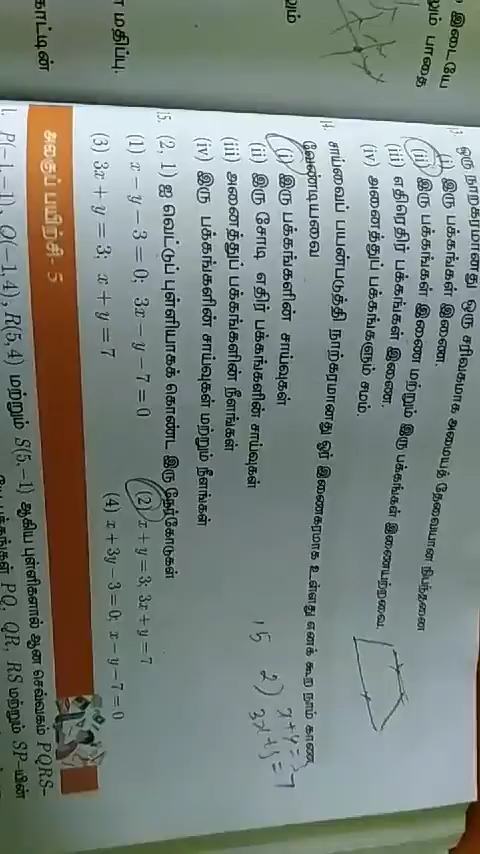 இடையே
பாதை
மதிப்பு.
காட்டின்
ஒரு நாற்கரமானது ஒரு சரிவகமாக அமையத் தேவையான நிபந்தனை
(i) இரு பக்கங்கள் இணை.
(ii) இரு பக்கங்கள் இணை மற்றும் இரு பக்கங்கள் இணையற்றவை.
(iii) எதிரெதிர் பக்கங்கள் இணை.
(iv) அனைத்துப் பக்கங்களும் சமம்.
14. சாய்வைப் பயன்படுத்தி நாற்கரமானது ஓர் இணைகரமாக உள்ளது எனக் கூற நாம் காண
வேண்டியவை
(i) இரு பக்கங்களின் சாய்வுகள்
(ii) இரு சோடி எதிர் பக்கங்களின் சாய்வுகள்
(iii) அனைத்துப் பக்கங்களின் நீளங்கள்
(iv) இரு பக்கங்களின் சாய்வுகள் மற்றும் நீளங்கள்
15 2) x+y=3
3x+y=7
15. (2, 1) ஐ வெட்டுப் புள்ளியாகக் கொண்ட இரு நேர்கோடுகள்
(1) x − y − 3 = 0; 3x − y − 7 = 0 (2) x + y = 3; 3x + y = 7
(3) 3x + y = 3; x + y = 7 (4) x + 3y − 3 = 0; x − y − 7 = 0
அலகுப் பயிற்சி - 5
1. P(−1,−1), Q(−1, 4), R(5, 4) மற்றும் S(5,−1) ஆகிய புள்ளிகளால் ஆன செவ்வகம் PQRS-
பக்கங்கள் PQ, QR, RS மற்றும் SP-யின்